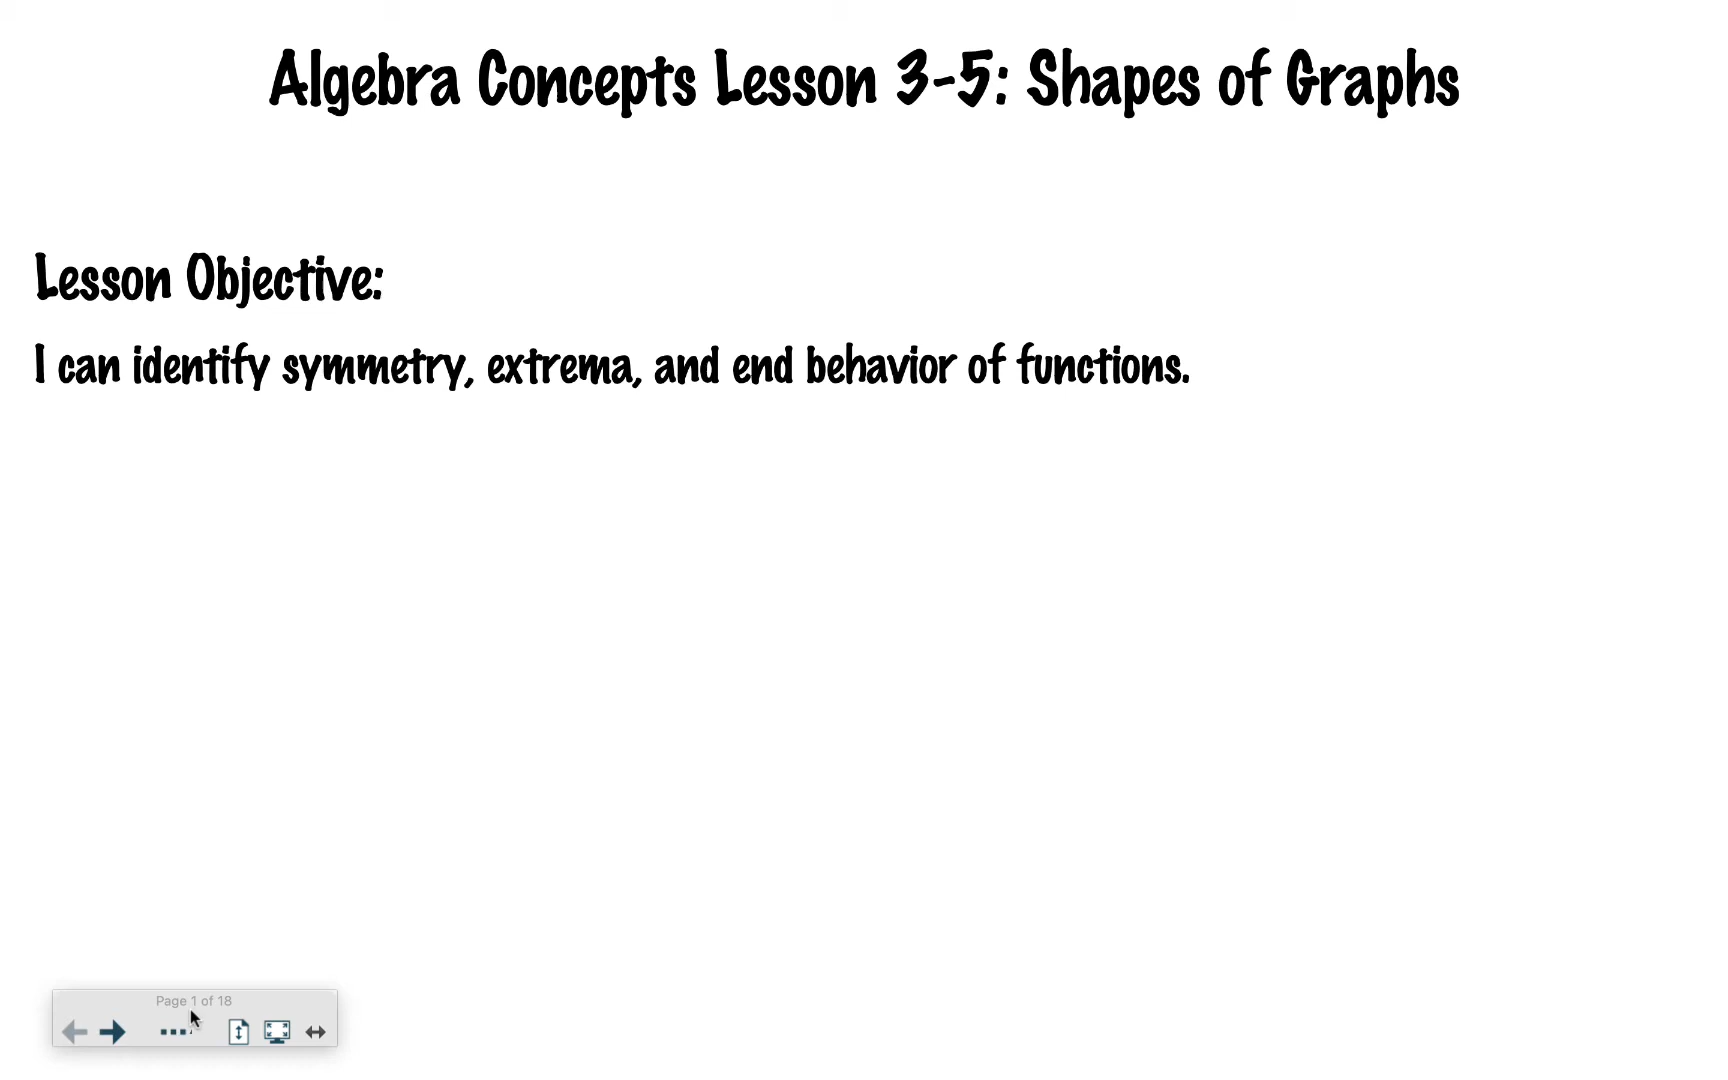 Algebra Concepts Lesson 3-5: Shapes of Graphs
Lesson Objective:
I can identify symmetry, extrema, and end behavior of functions.
Page 1 of 18